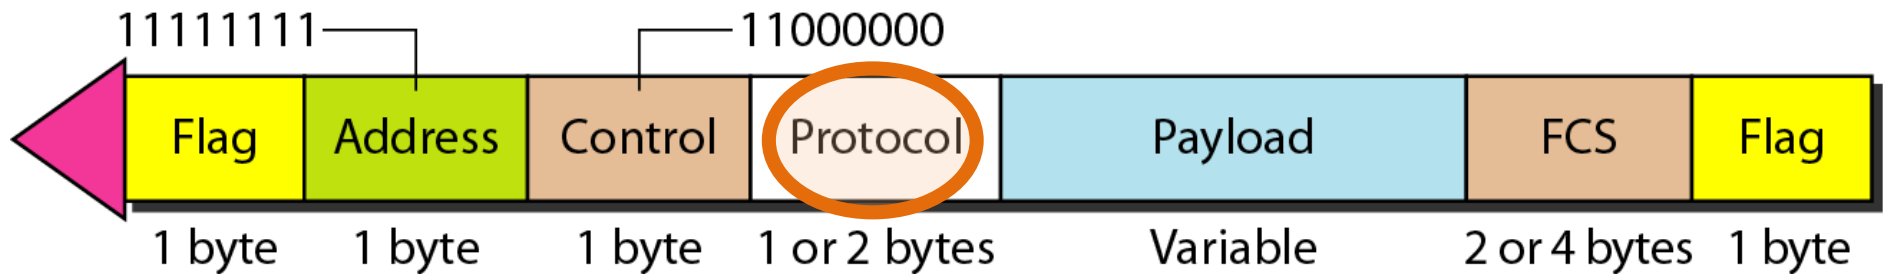 11111111 11000000
Flag Address Control Protocol Payload FCS Flag
1 byte 1 byte 1 byte 1 or 2 bytes Variable 2 or 4 bytes 1 byte